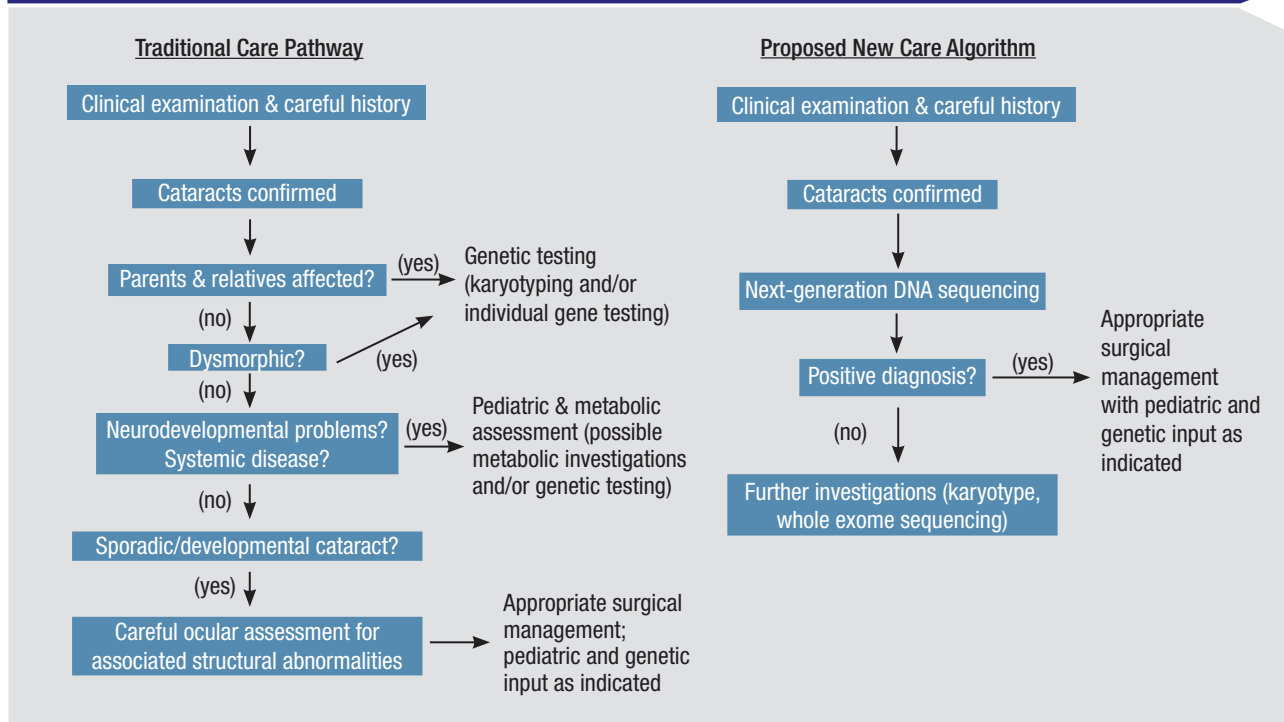 Traditional Care Pathway
Clinical examination & careful history
Cataracts confirmed
Parents & relatives affected?
(yes)
Genetic testing
(karyotyping and/or
individual gene testing)
(no)
Dysmorphic?
(yes)
(no)
Neurodevelopmental problems?
Systemic disease?
(yes)
Pediatric & metabolic
assessment (possible
metabolic investigations
and/or genetic testing)
(no)
Sporadic/developmental cataract?
(yes)
Careful ocular assessment for
associated structural abnormalities
Appropriate surgical
management;
pediatric and genetic
input as indicated
Proposed New Care Algorithm
Clinical examination & careful history
Cataracts confirmed
Next-generation DNA sequencing
Positive diagnosis?
(yes)
Appropriate
surgical
management
with pediatric and
genetic input as
indicated
(no)
Further investigations (karyotype,
whole exome sequencing)